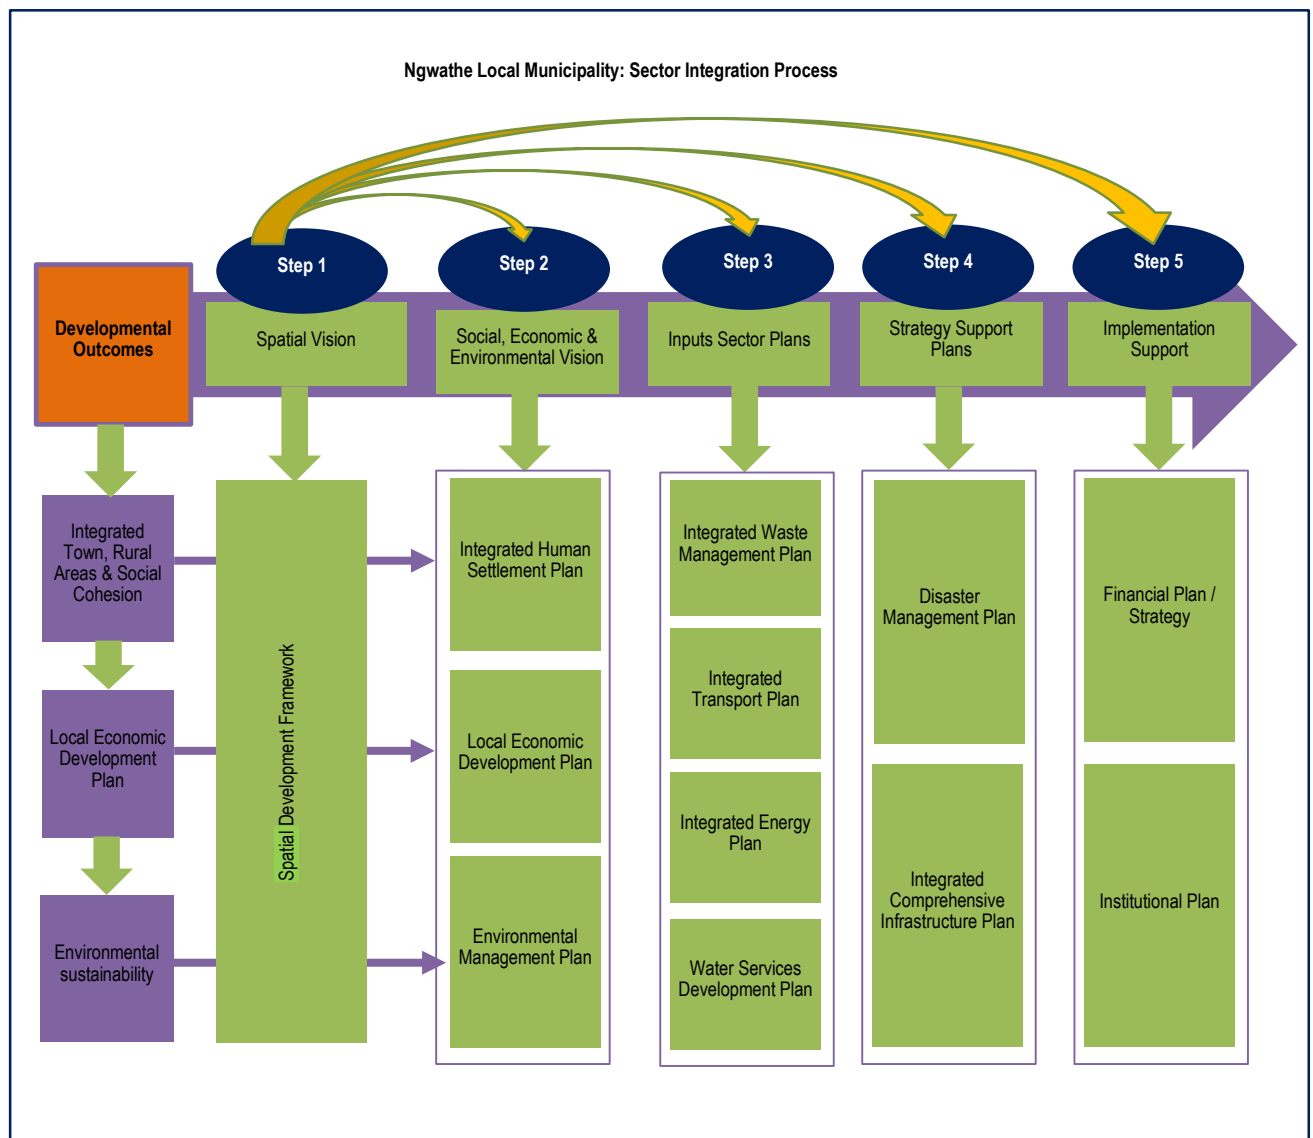 Ngwathe Local Municipality: Sector Integration Process
Step 1
Step 2
Step 3
Step 4
Step 5
Developmental
Outcomes
Spatial Vision
Social, Economic &
Environmental Vision
Inputs Sector Plans
Strategy Support
Plans
Implementation
Support
Integrated
Town, Rural
Areas & Social
Cohesion
Local Economic
Development
Plan
Environmental
sustainability
Spatial Development Framework
Integrated Human
Settlement Plan
Local Economic
Development Plan
Environmental
Management Plan
Integrated Waste
Management Plan
Integrated
Transport Plan
Integrated Energy
Plan
Water Services
Development Plan
Disaster
Management Plan
Integrated
Comprehensive
Infrastructure Plan
Financial Plan /
Strategy
Institutional Plan